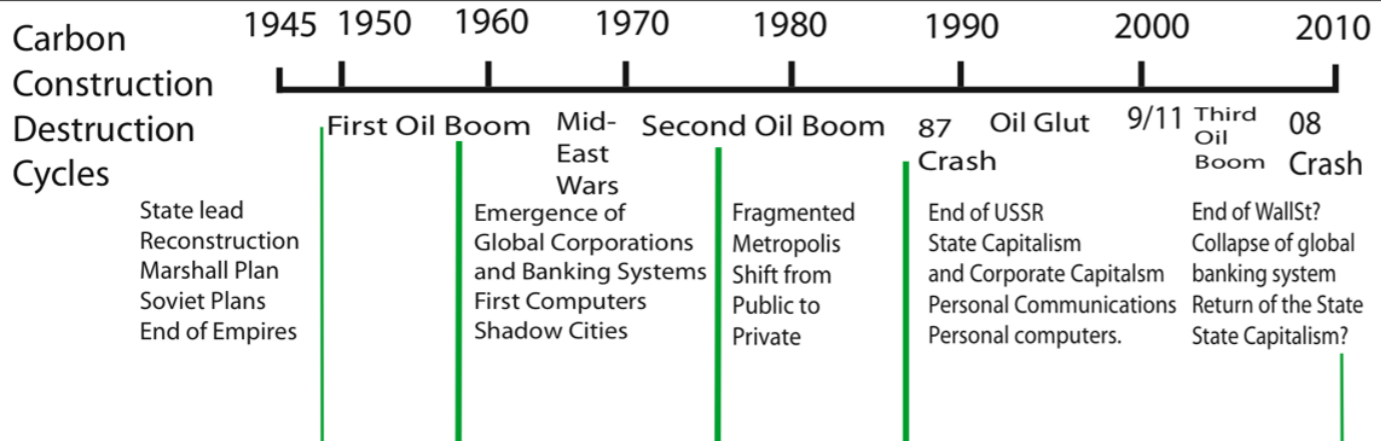 Carbon
Construction
Destruction
Cycles
1945 1950 1960 1970 1980 1990 2000 2010
First Oil Boom
Mid-
East
Wars
Second Oil Boom
87
Crash
Oil Glut
9/11
Third
Oil
Boom
08
Crash
State lead
Reconstruction
Marshall Plan
Soviet Plans
End of Empires
Emergence of
Global Corporations
and Banking Systems
First Computers
Shadow Cities
Fragmented
Metropolis
Shift from
Public to
Private
End of USSR
State Capitalism
and Corporate Capitalsm
Personal Communications
Personal computers.
End of WallSt?
Collapse of global
banking system
Return of the State
State Capitalism?